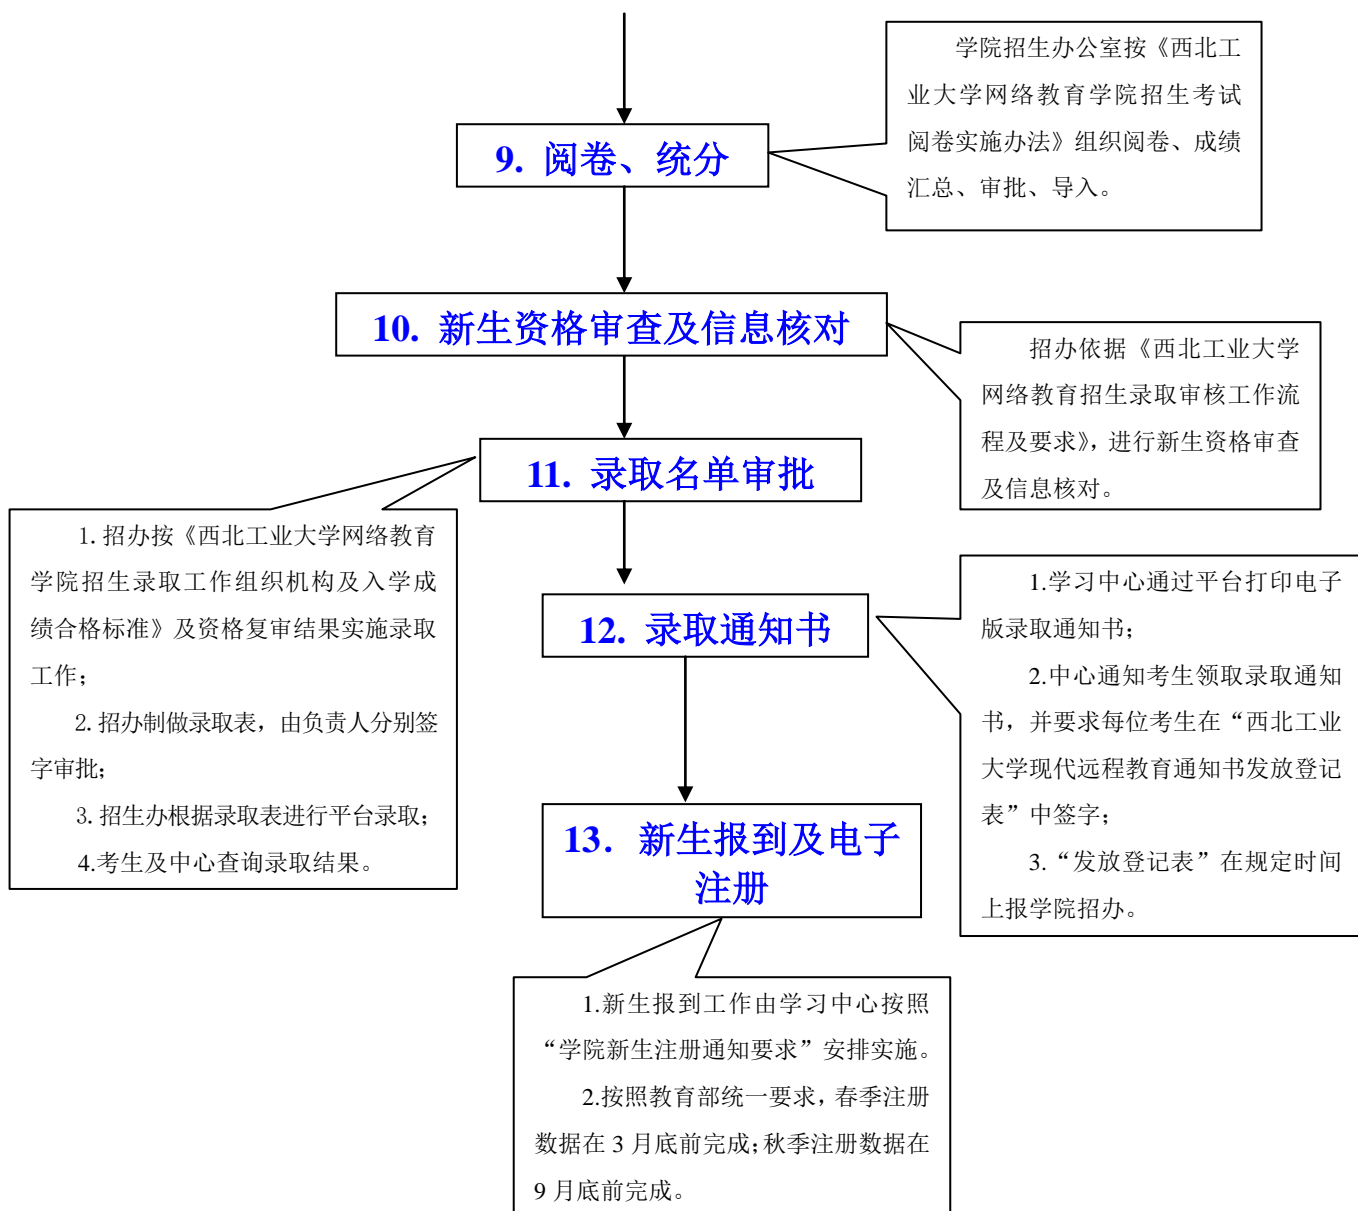 学院招生办公室按《西北工
业大学网络教育学院招生考试
阅卷实施办法》组织阅卷、成绩
汇总、审批、导入。
9. 阅卷、统分
10. 新生资格审查及信息核对
招办依据《西北工业大学
网络教育招生录取审核工作流
程及要求》，进行新生资格审查
及信息核对。
11. 录取名单审批
1. 招办按《西北工业大学网络教育
学院招生录取工作组织机构及入学成
绩合格标准》及资格复审结果实施录取
工作；
2. 招办制做录取表，由负责人分别签
字审批；
3. 招生办根据录取表进行平台录取；
4.考生及中心查询录取结果。
12. 录取通知书
1.学习中心通过平台打印电子
版录取通知书；
2.中心通知考生领取录取通知
书，并要求每位考生在“西北工业
大学现代远程教育通知书发放登记
表”中签字；
3.“发放登记表”在规定时间
上报学院招办。
13. 新生报到及电子
注册
1.新生报到工作由学习中心按照
“学院新生注册通知要求”安排实施。
2.按照教育部统一要求，春季注册
数据在 3 月底前完成；秋季注册数据在
9 月底前完成。